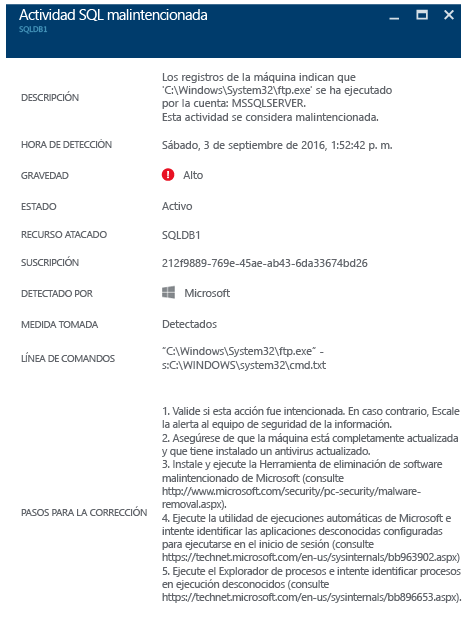 Actividad SQL malintencionada
SQLDB1
DESCRIPCIÓN
Los registros de la máquina indican que
'C:\Windows\System32\ftp.exe' se ha ejecutado
por la cuenta: MSSQLSERVER.
Esta actividad se considera malintencionada.
HORA DE DETECCIÓN
Sábado, 3 de septiembre de 2016, 1:52:42 p. m.
GRAVEDAD
Alto
ESTADO
Activo
RECURSO ATACADO
SQLDB1
SUSCRIPCIÓN
212f9889-769e-45ae-ab43-6da33674bd26
DETECTADO POR
Microsoft
MEDIDA TOMADA
Detectados
LÍNEA DE COMANDOS
"C:\Windows\System32\ftp.exe" -
s:C:\WINDOWS\system32\cmd.txt
PASOS PARA LA CORRECCIÓN
1. Valide si esta acción fue intencionada. En caso contrario, Escale
la alerta al equipo de seguridad de la información.
2. Asegúrese de que la máquina está completamente actualizada
y que tiene instalado un antivirus actualizado.
3. Instale y ejecute la Herramienta de eliminación de software
malintencionado de Microsoft (consulte
http://www.microsoft.com/security/pc-security/malware-
removal.aspx).
4. Ejecute la utilidad de ejecuciones automáticas de Microsoft e
intente identificar las aplicaciones desconocidas configuradas
para ejecutarse en el inicio de sesión (consulte
https://technet.microsoft.com/en-us/sysinternals/bb963902.aspx)
5. Ejecute el Explorador de procesos e intente identificar procesos
en ejecución desconocidos (consulte
https://technet.microsoft.com/en-us/sysinternals/bb896653.aspx).